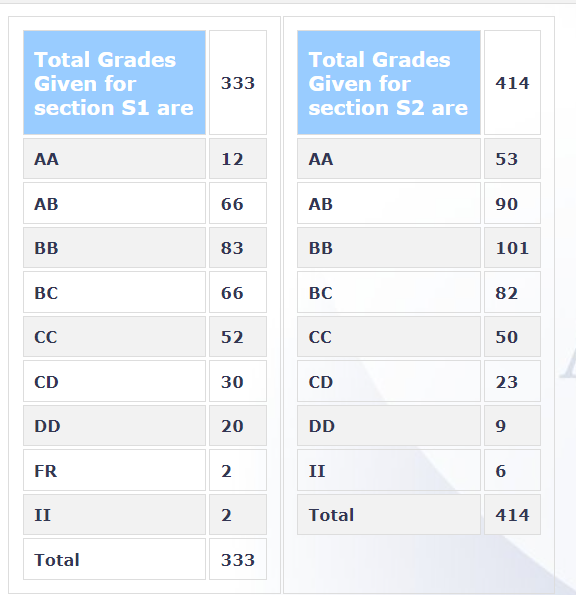 Total Grades
Given for
section S1 are
333
AA 12
AB 66
BB 83
BC 66
CC 52
CD 30
DD 20
FR 2
II 2
Total 333
Total Grades
Given for
section S2 are
414
AA 53
AB 90
BB 101
BC 82
CC 50
CD 23
DD 9
II 6
Total 414